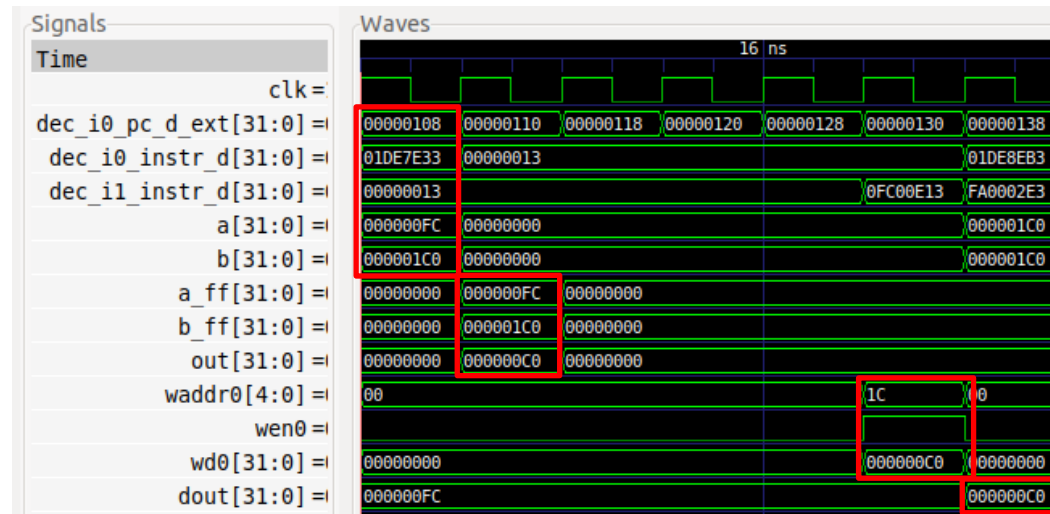 Signals
Waves
Time
16 ns
clk=
dec_i0_pc_d_ext[31:0] = 00000108 00000110 00000118 00000120 00000128 00000130 00000138
dec_i0_instr_d[31:0] = 01DE7E33 00000013 01DE8EB3
dec_i1_instr_d[31:0] = 00000013 0FC00E13 FA0002E3
a[31:0] = 000000FC 00000000 000001C0
b[31:0] = 000001C0 00000000 000001C0
a_ff[31:0] = 00000000 000000FC 00000000
b_ff[31:0] = 00000000 000001C0 00000000
out[31:0] = 00000000 000000C0 00000000
waddr0[4:0] = 00 1C 00
wen0 =
wd0[31:0] = 00000000 000000C0 00000000
dout[31:0] = 000000FC 000000C0